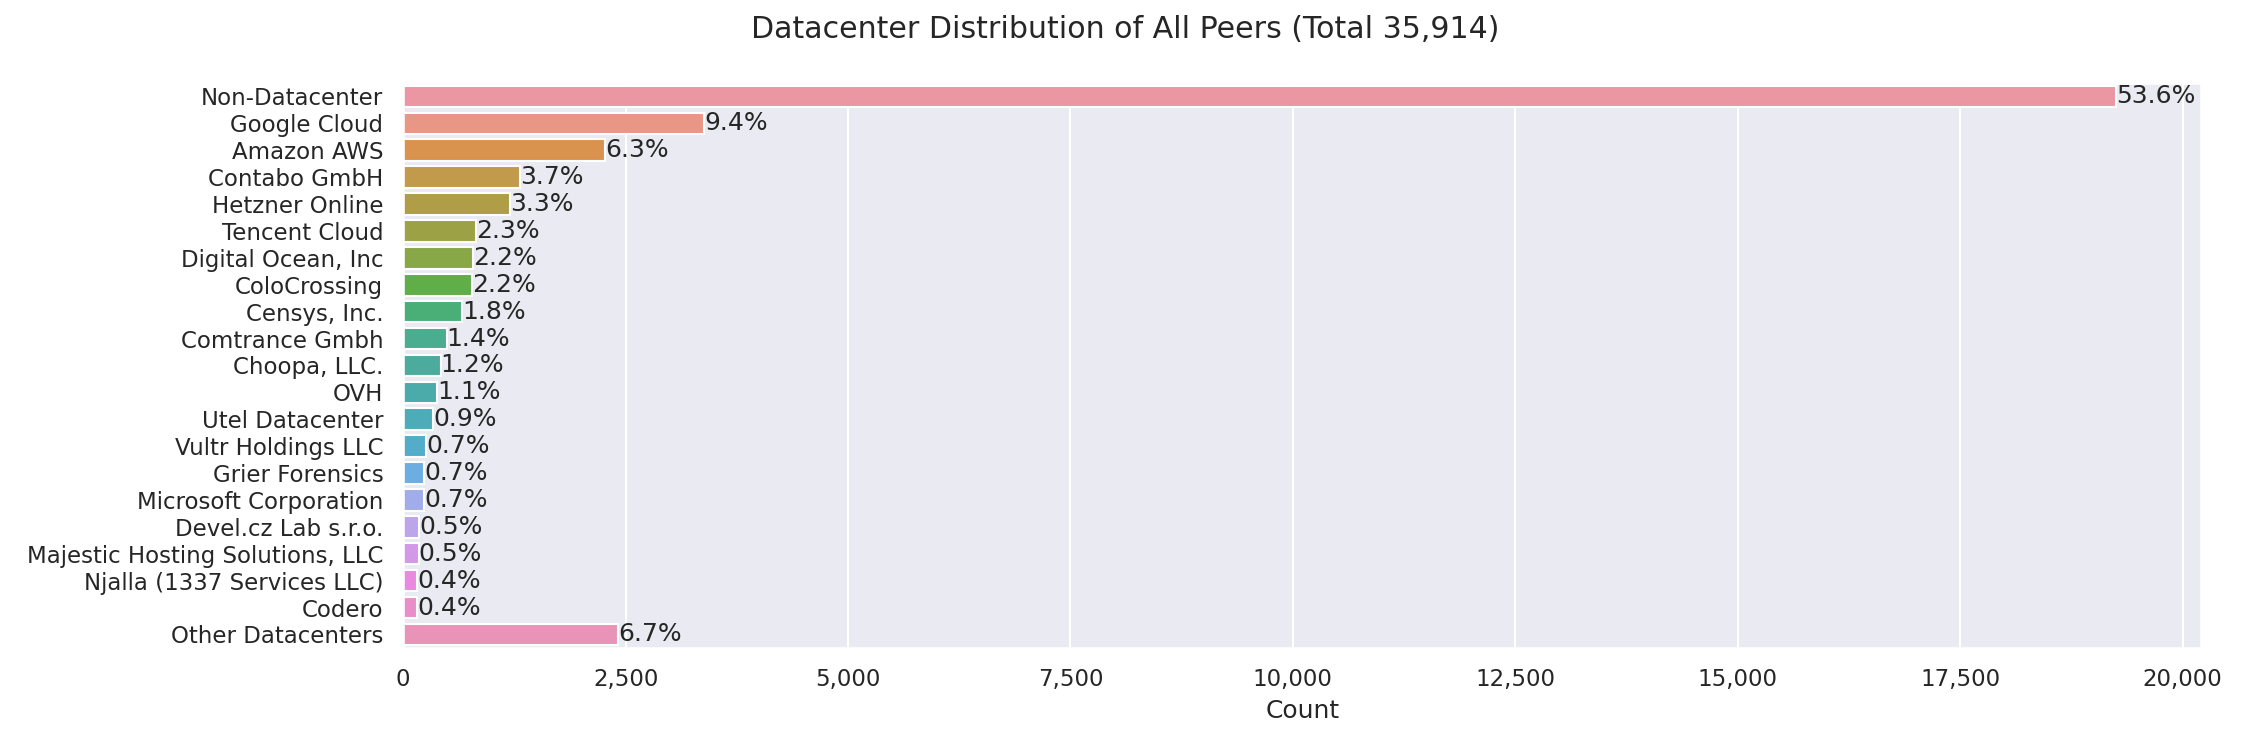 Datacenter Distribution of All Peers (Total 35,914)
Non-Datacenter 53.6%
Google Cloud 9.4%
Amazon AWS 6.3%
Contabo GmbH 3.7%
Hetzner Online 3.3%
Tencent Cloud 2.3%
Digital Ocean, Inc 2.2%
ColoCrossing 2.2%
Censys, Inc. 1.8%
Comtrance Gmbh 1.4%
Choopa, LLC. 1.2%
OVH 1.1%
Utel Datacenter 0.9%
Vultr Holdings LLC 0.7%
Grier Forensics 0.7%
Microsoft Corporation 0.7%
Devel.cz Lab s.r.o. 0.5%
Majestic Hosting Solutions, LLC 0.5%
Njalla (1337 Services LLC) 0.4%
Codero 0.4%
Other Datacenters 6.7%
0 2,500 5,000 7,500 10,000 12,500 15,000 17,500 20,000
Count